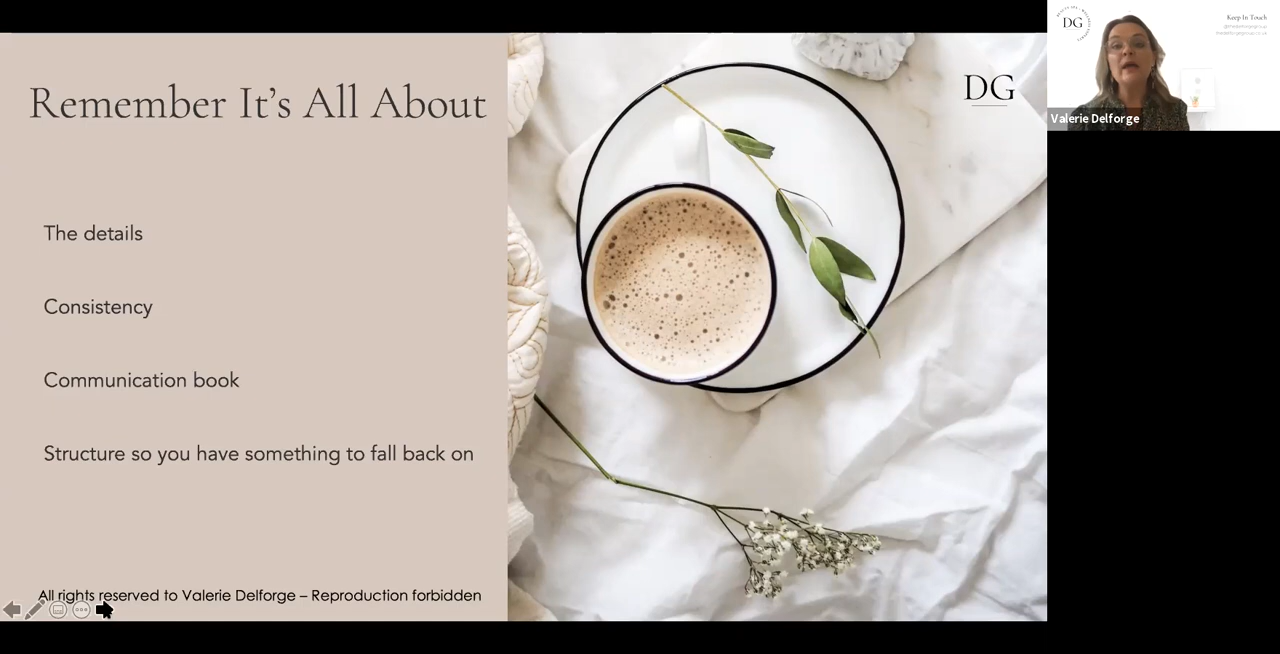 Remember It's All About
The details
Consistency
Communication book
Structure so you have something to fall back on
All rights reserved to Valerie Delforge – Reproduction forbidden
DG
DG
Keep In Touch
Valerie Delforge